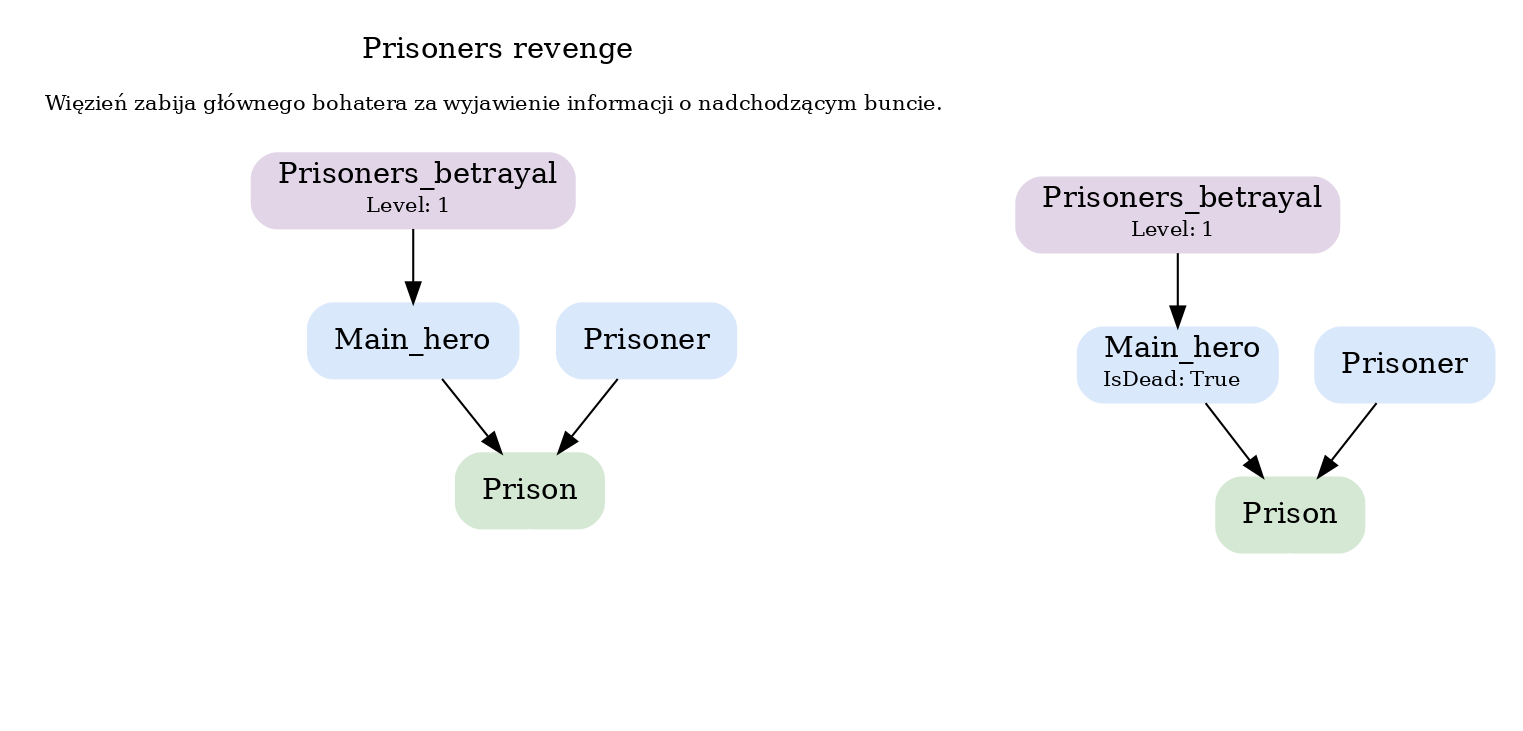 Prisoners revenge
Więzień zabija głównego bohatera za wyjawienie informacji o nadchodzącym buncie.
Prisoners_betrayal
Level: 1
Main_hero
Prisoner
Prison
Prisoners_betrayal
Level: 1
Main_hero
IsDead: True
Prisoner
Prison